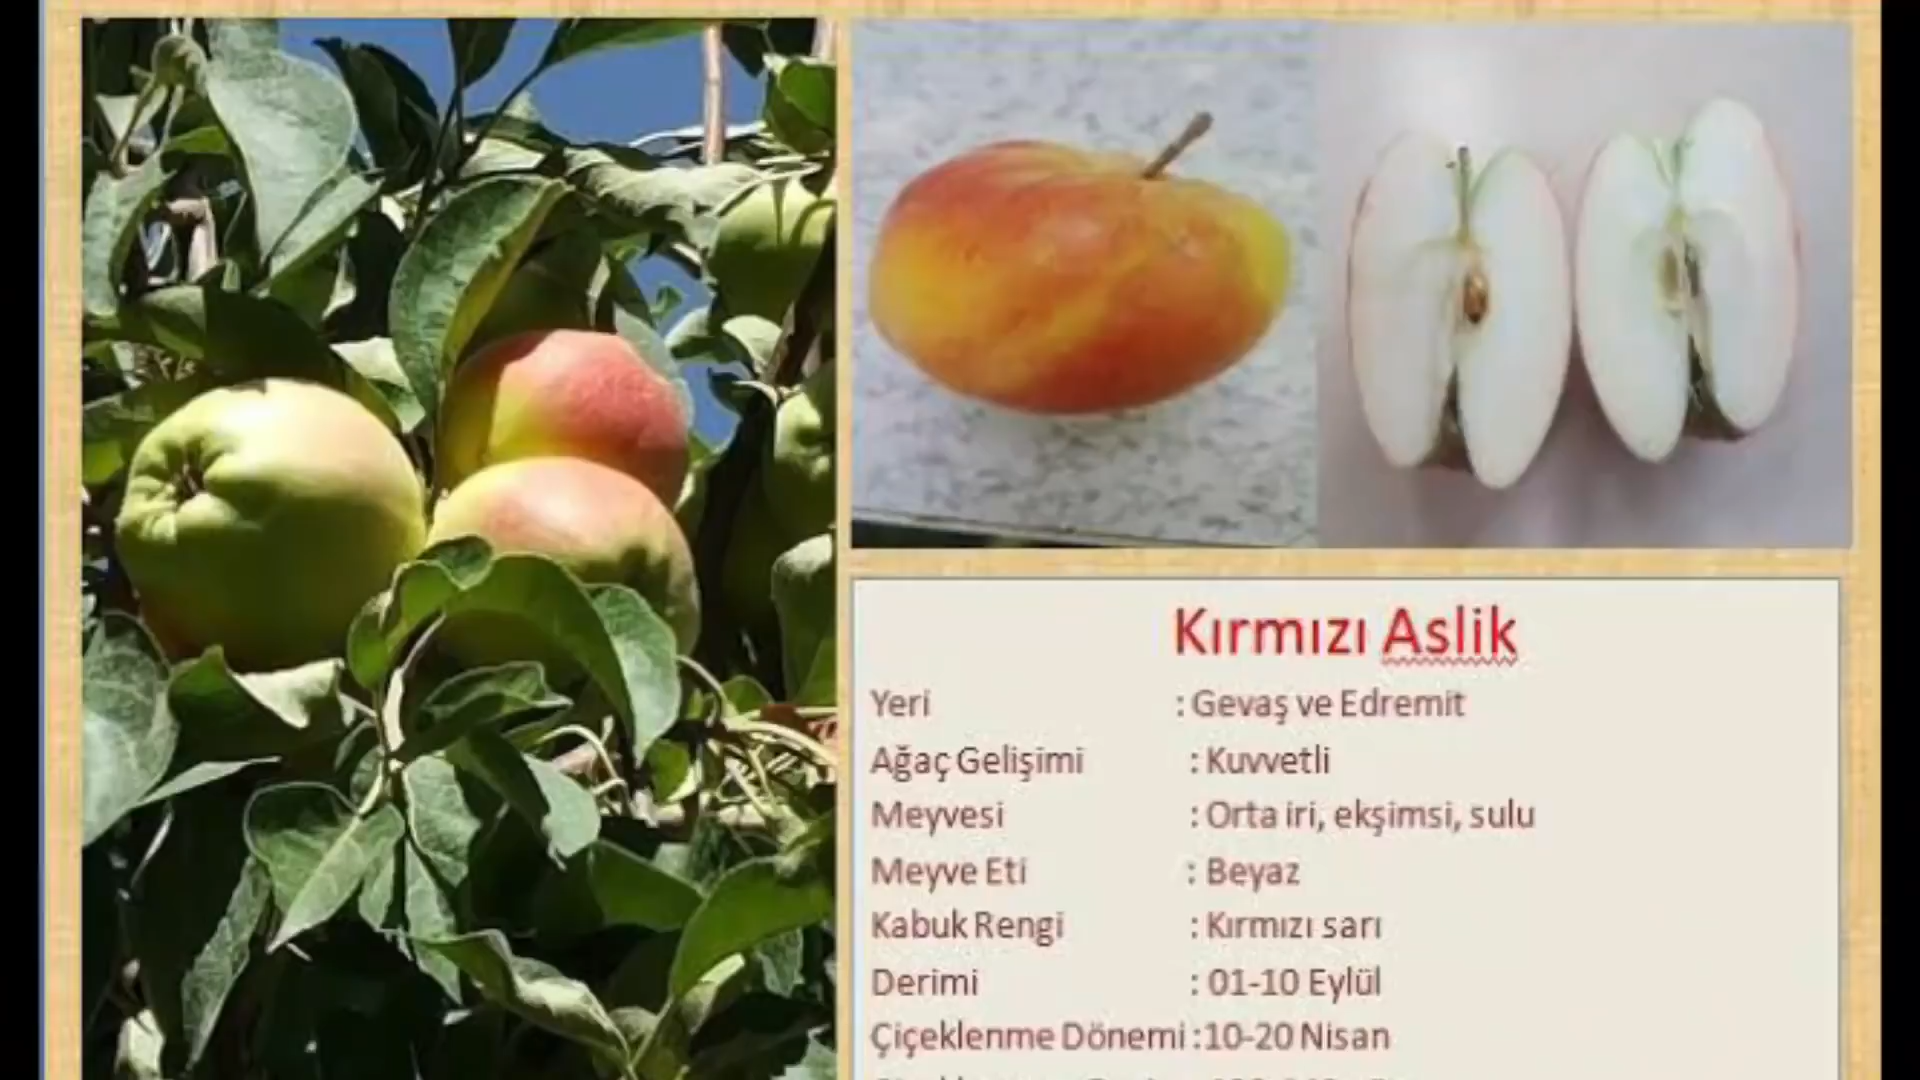 Kırmızı Aslik
Yeri : Gevaş ve Edremit
Ağaç Gelişimi : Kuvvetli
Meyvesi : Orta iri, ekşimsi, sulu
Meyve Eti : Beyaz
Kabuk Rengi : Kırmızı sarı
Derimi : 01-10 Eylül
Çiçeklenme Dönemi :10-20 Nisan